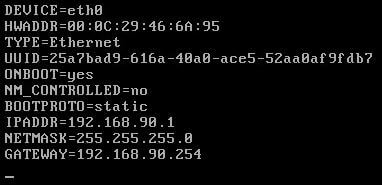 DEVICE=eth0
HWADDR=00:0C:29:46:6A:95
TYPE=Ethernet
UUID=25a7bad9-616a-40a0-ace5-52aa0af9fdb7
ONBOOT=yes
NM_CONTROLLED=no
BOOTPROTO=static
IPADDR=192.168.90.1
NETMASK=255.255.255.0
GATEWAY=192.168.90.254